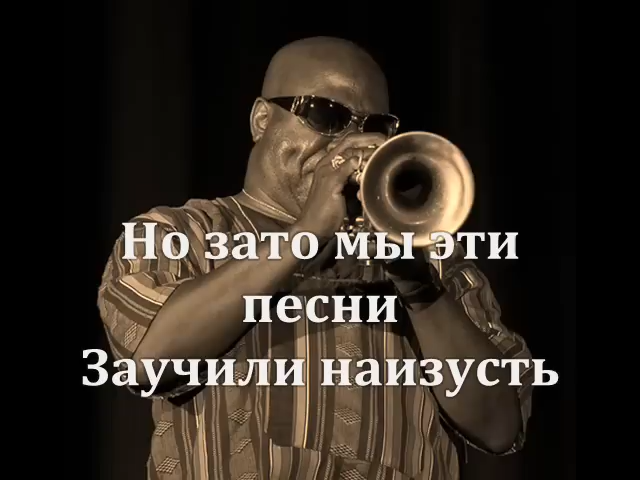 Но зато мы эти
песни
Заучили наизусть